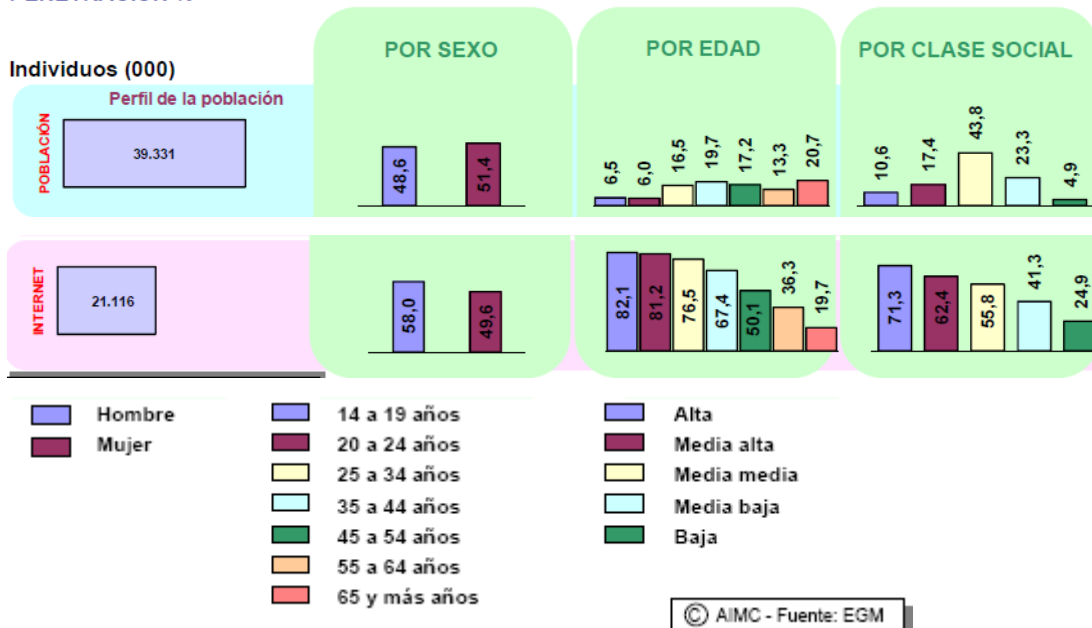 POR SEXO
POR EDAD
POR CLASE SOCIAL
Individuos (000)
Perfil de la población
POBLACIÓN
39.331
48,6
51,4
6,5
6,0
16,5
19,7
17,2
13,3
20,7
10,6
17,4
43,8
23,3
4,9
INTERNET
21.116
58,0
49,6
82,1
81,2
76,5
67,4
50,1
36,3
19,7
71,3
62,4
55,8
41,3
24,9
Hombre
Mujer
14 a 19 años
20 a 24 años
25 a 34 años
35 a 44 años
45 a 54 años
55 a 64 años
65 y más años
Alta
Media alta
Media media
Media baja
Baja
© AIMC - Fuente: EGM